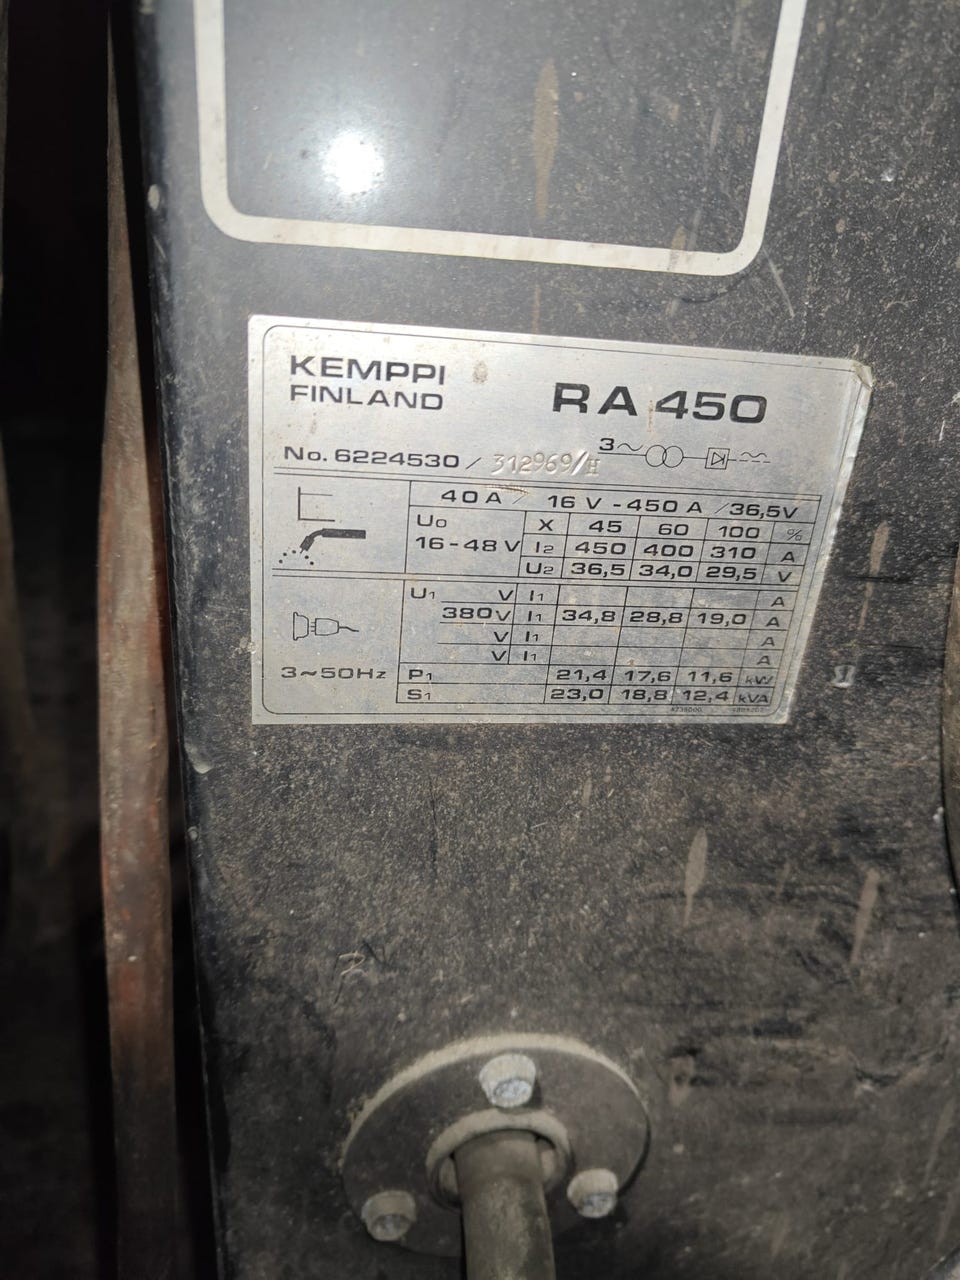 KEMPPI
FINLAND
RA 450
No. 6224530 / 312969/H
3~
40 A / 16 V - 450 A / 36,5V
U0 X 45 60 100 %
16-48 V I2 450 400 310 A
U2 36,5 34,0 29,5 V
U1 V I1 A
380V I1 34,8 28,8 19,0 A
V I1 A
V I1 A
3~50Hz P1 21,4 17,6 11,6 kW
S1 23,0 18,8 12,4 kVA